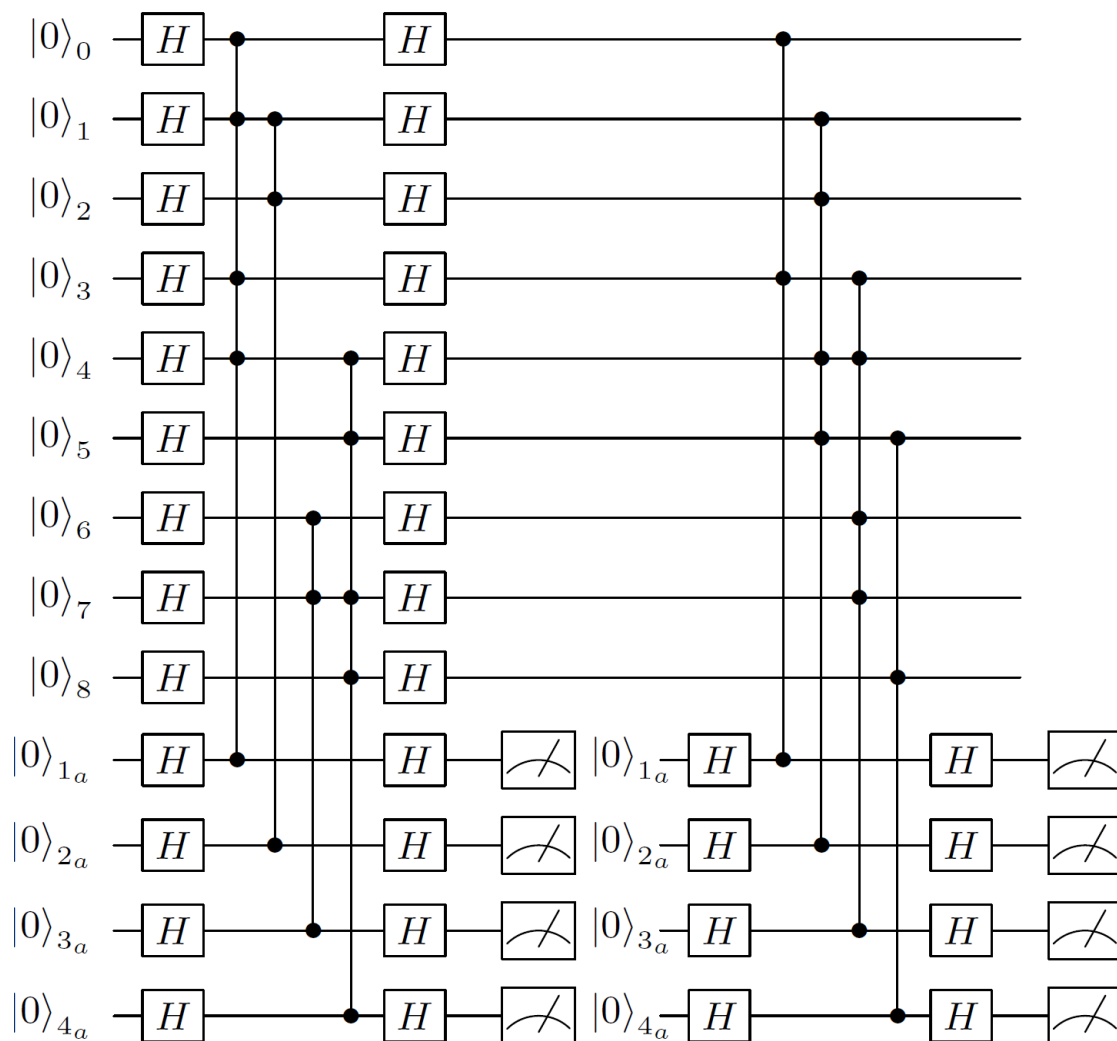 |0⟩₀ H H
|0⟩₁ H H
|0⟩₂ H H
|0⟩₃ H H
|0⟩₄ H H
|0⟩₅ H H
|0⟩₆ H H
|0⟩₇ H H
|0⟩₈ H H
|0⟩₁ₐ H H |0⟩₁ₐ H H
|0⟩₂ₐ H H |0⟩₂ₐ H H
|0⟩₃ₐ H H |0⟩₃ₐ H H
|0⟩₄ₐ H H |0⟩₄ₐ H H